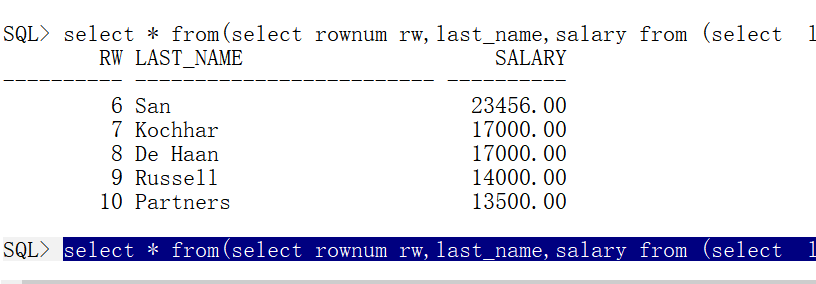 SQL> select * from(select rownum rw,last_name,salary from (select
RW LAST_NAME SALARY
---------- ------------------------- ----------
6 San 23456.00
7 Kochhar 17000.00
8 De Haan 17000.00
9 Russell 14000.00
10 Partners 13500.00
SQL> select * from(select rownum rw,last_name,salary from (select